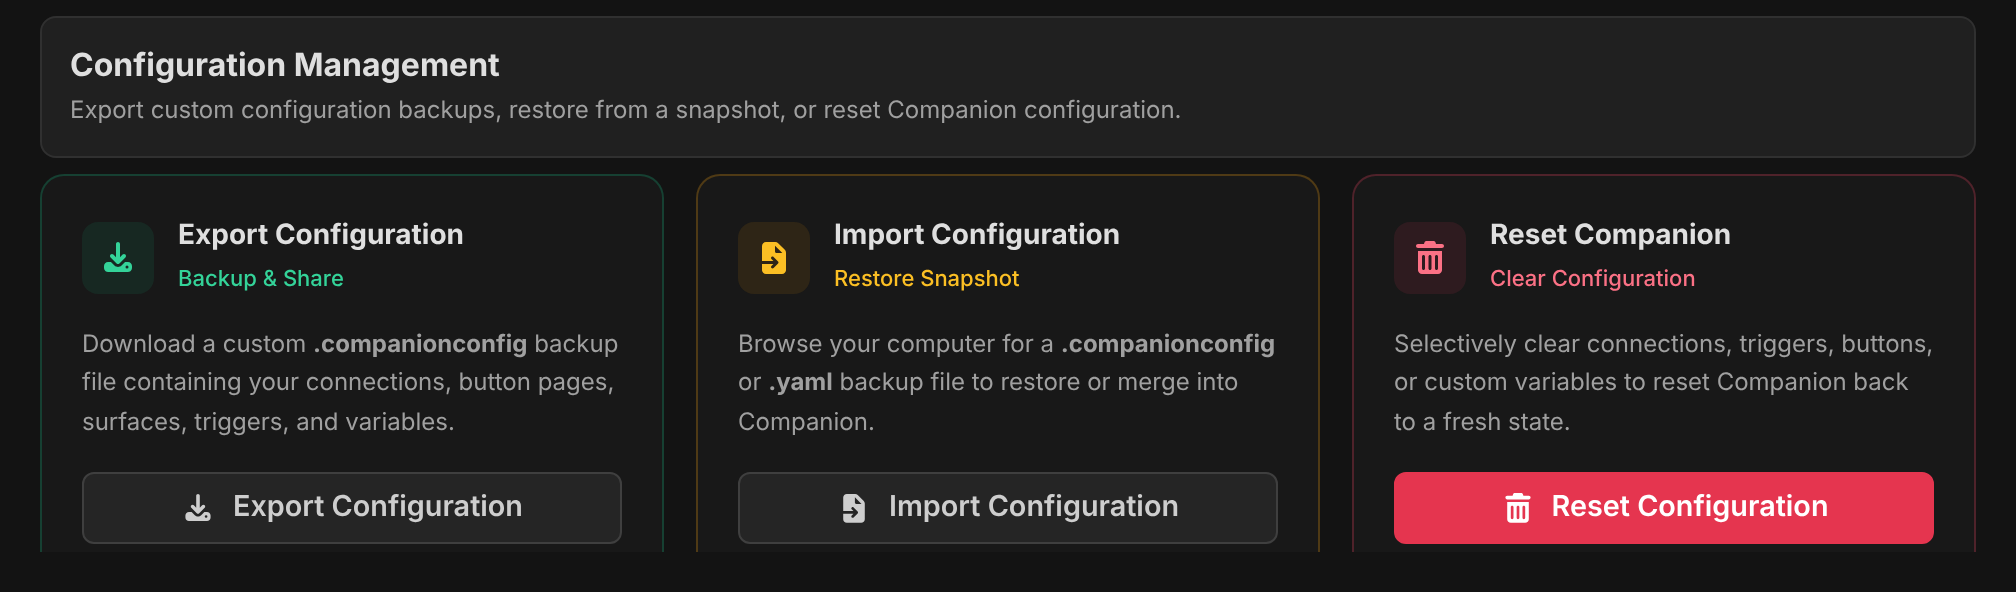 Configuration Management
Export custom configuration backups, restore from a snapshot, or reset Companion configuration.
Export Configuration
Backup & Share
Download a custom .companionconfig backup
file containing your connections, button pages,
surfaces, triggers, and variables.
Export Configuration
Import Configuration
Restore Snapshot
Browse your computer for a .companionconfig
or .yaml backup file to restore or merge into
Companion.
Import Configuration
Reset Companion
Clear Configuration
Selectively clear connections, triggers, buttons,
or custom variables to reset Companion back
to a fresh state.
Reset Configuration